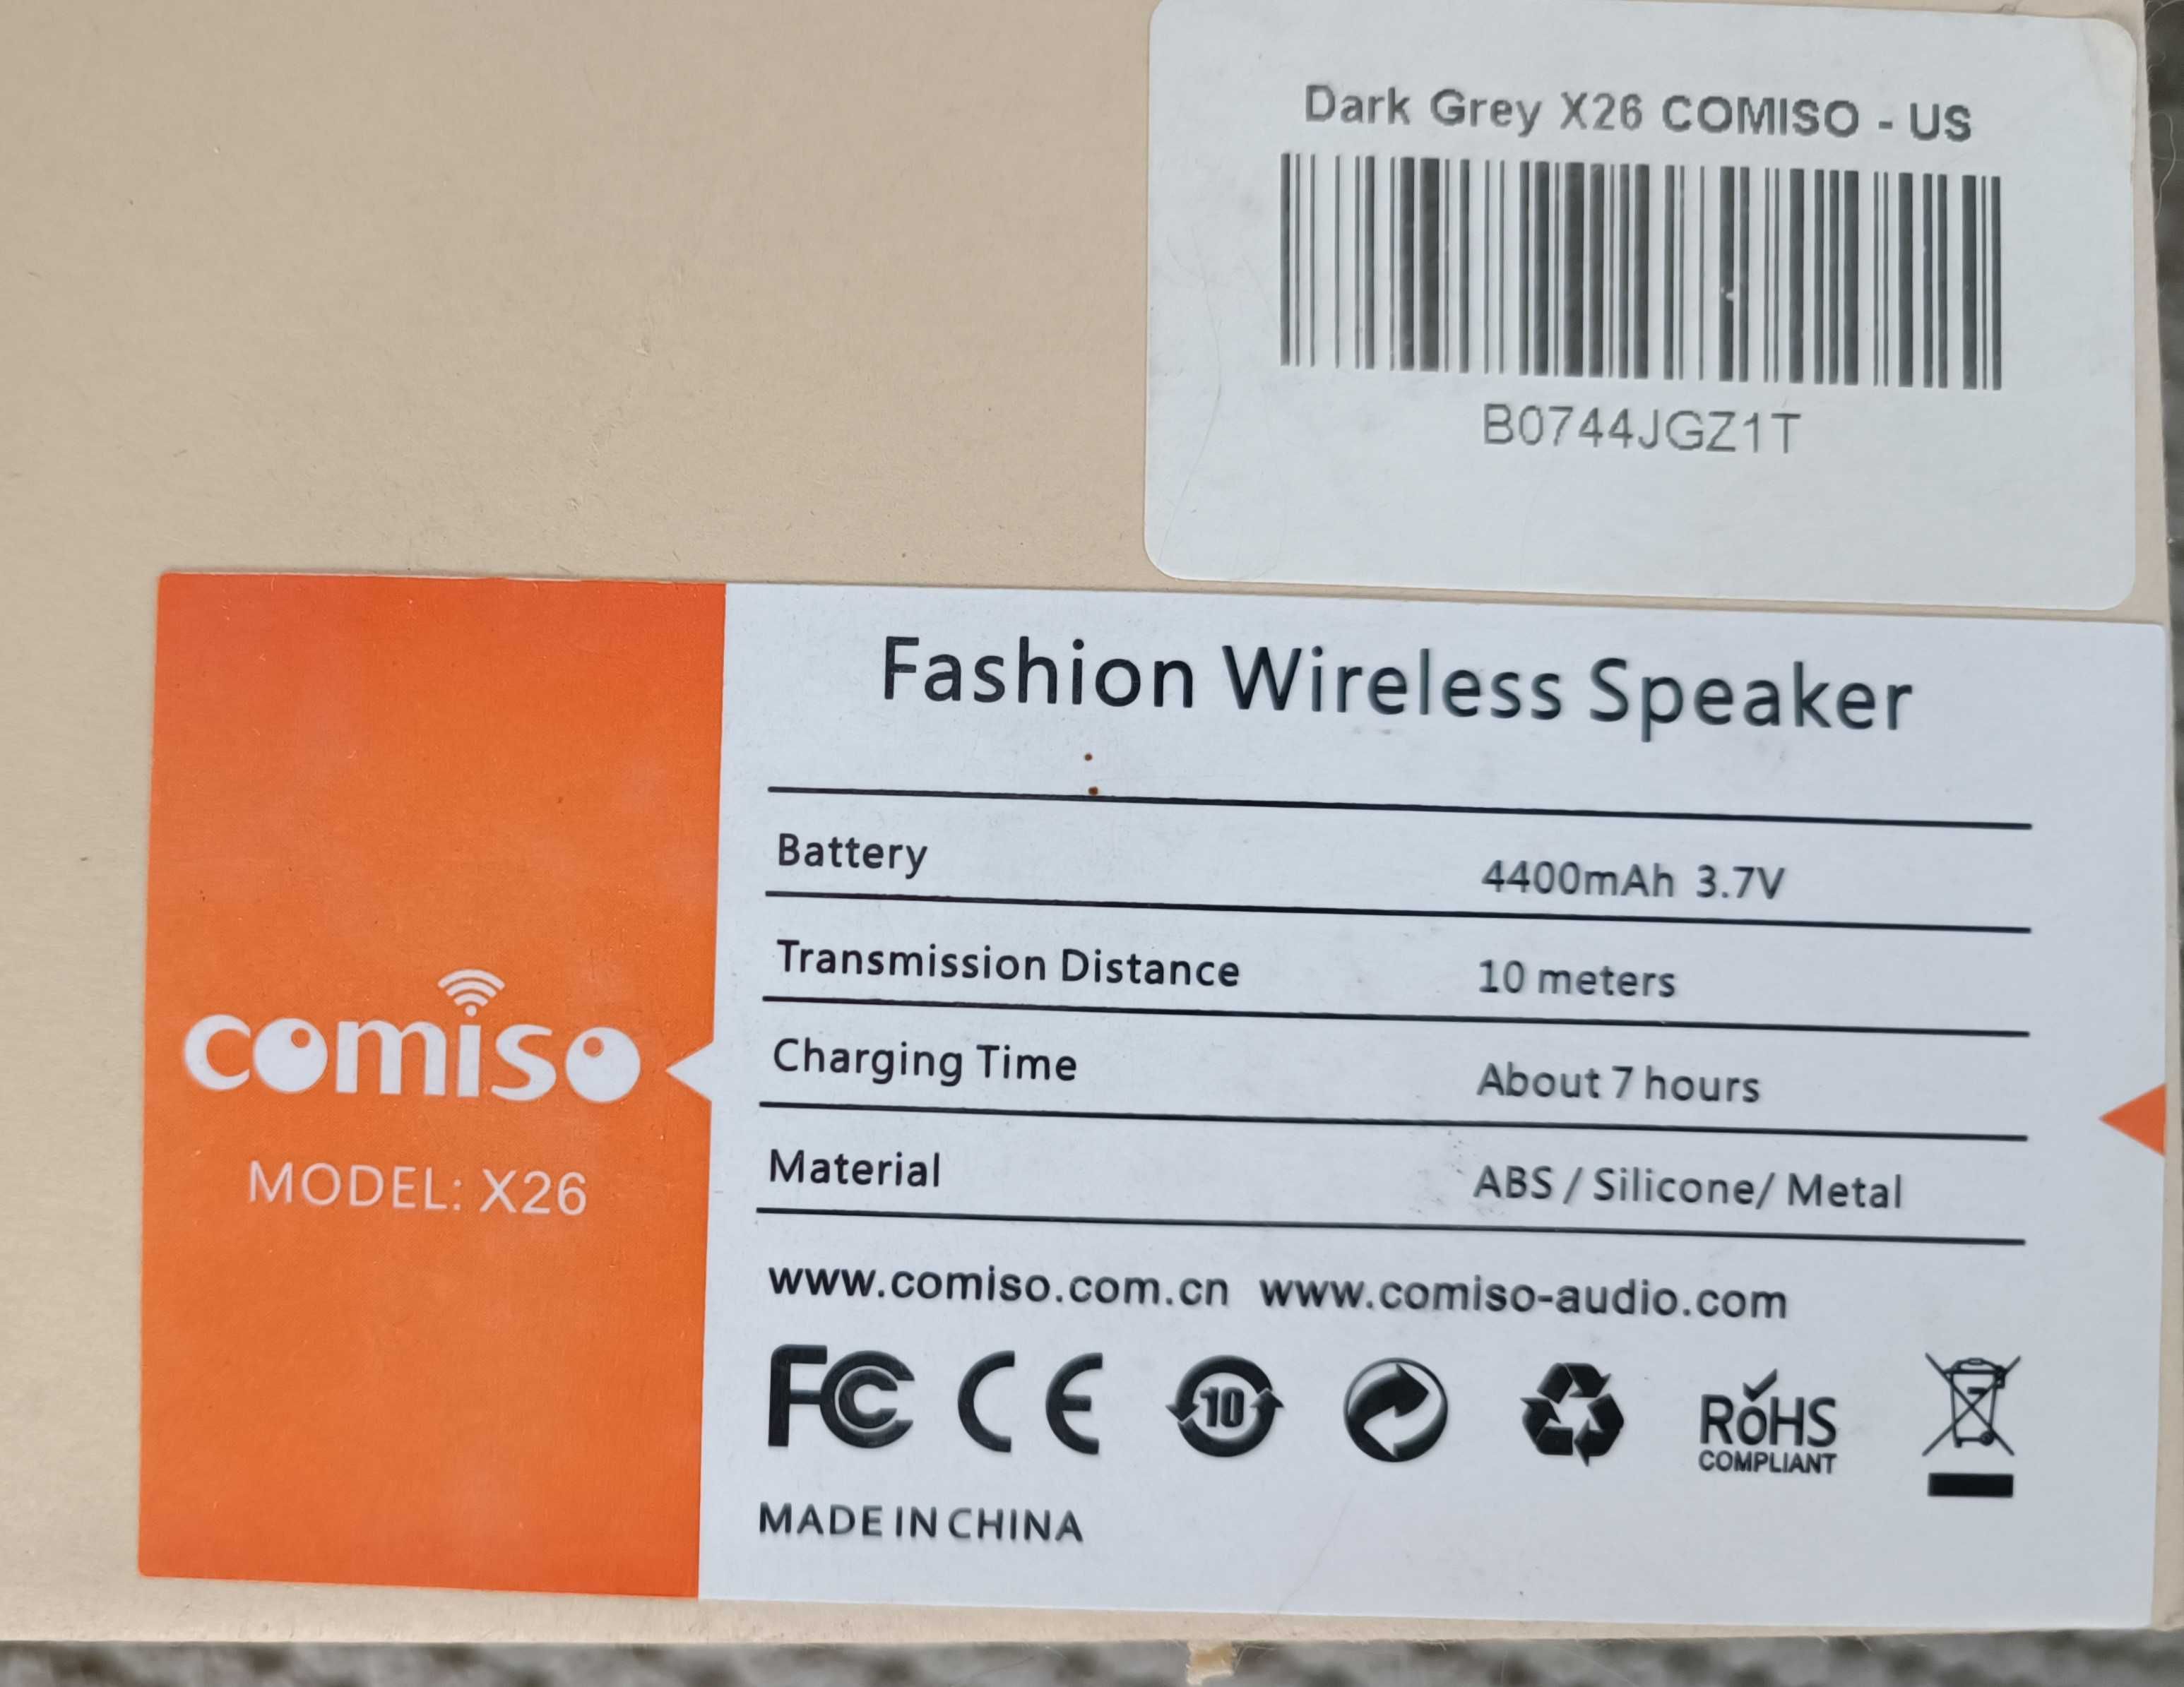 Dark Grey X26 COMISO - US
B0744JGZ1T
Fashion Wireless Speaker
Battery 4400mAh 3.7V
Transmission Distance 10 meters
Charging Time About 7 hours
Material ABS / Silicone/ Metal
comiso
MODEL: X26
www.comiso.com.cn www.comiso-audio.com
FC CE 10 RoHS
COMPLIANT
MADE IN CHINA